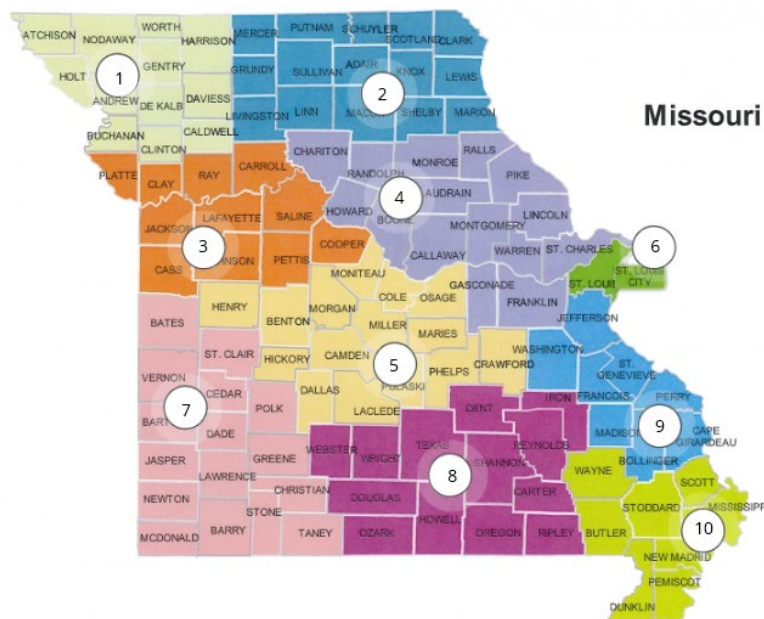 WORTH
PUTNAM
SCHUYLER
ATCHISON
NODAWAY
HARRISON
MERCER
SCOTLAND
CLARK
HOLT
1
GENTRY
GRUNDY
SULLIVAN
ADAIR
KNOX
LEWIS
2
ANDREW
DE KALB
DAVIESS
LIVINGSTON
LINN
SHELBY
MARION
Missouri
BUCHANAN
CALDWELL
CLINTON
CHARITON
MONROE
RALLS
PLATTE
CLAY
RAY
CARROLL
RANDOLPH
PIKE
4
AUDRAIN
HOWARD
JACKSON
LAFAYETTE
SALINE
LINCOLN
MONTGOMERY
3
COOPER
6
CASS
PETTIS
CALLAWAY
WARREN
ST. CHARLES
MONITEAU
ST. LOUIS
CITY
ST. LOUI
HENRY
COLE
OSAGE
GASCONADE
FRANKLIN
BATES
BENTON
MORGAN
JEFFERSON
MILLER
MARIES
ST. CLAIR
HICKORY
CAMDEN
5
PHELPS
CRAWFORD
WASHINGTON
ST.
GENEVIEVE
VERNON
CEDAR
DALLAS
PULASKI
IRON
FRANCOIS
PERRY
7
POLK
LACLEDE
DENT
BART
DADE
MADISON
9
CAPE
GIRARDEAU
JASPER
GREENE
WEBSTER
WRIGHT
TEXAS
SHANNON
REYNOLDS
BOLLINGER
8
WAYNE
LAWRENCE
SCOTT
NEWTON
CHRISTIAN
DOUGLAS
CARTER
STODDARD
MISSISSIPP
STONE
10
MCDONALD
BARRY
TANEY
OZARK
HOWELL
OREGON
RIPLEY
BUTLER
NEW MADRID
PEMISCOT
DUNKLIN